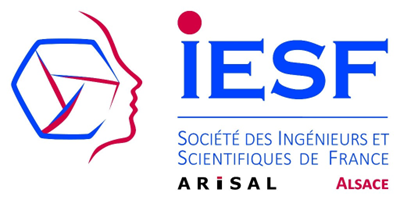 iESF
SOCIÉTÉ DES INGÉNIEURS ET
SCIENTIFIQUES DE FRANCE
ARiSAL ALSACE